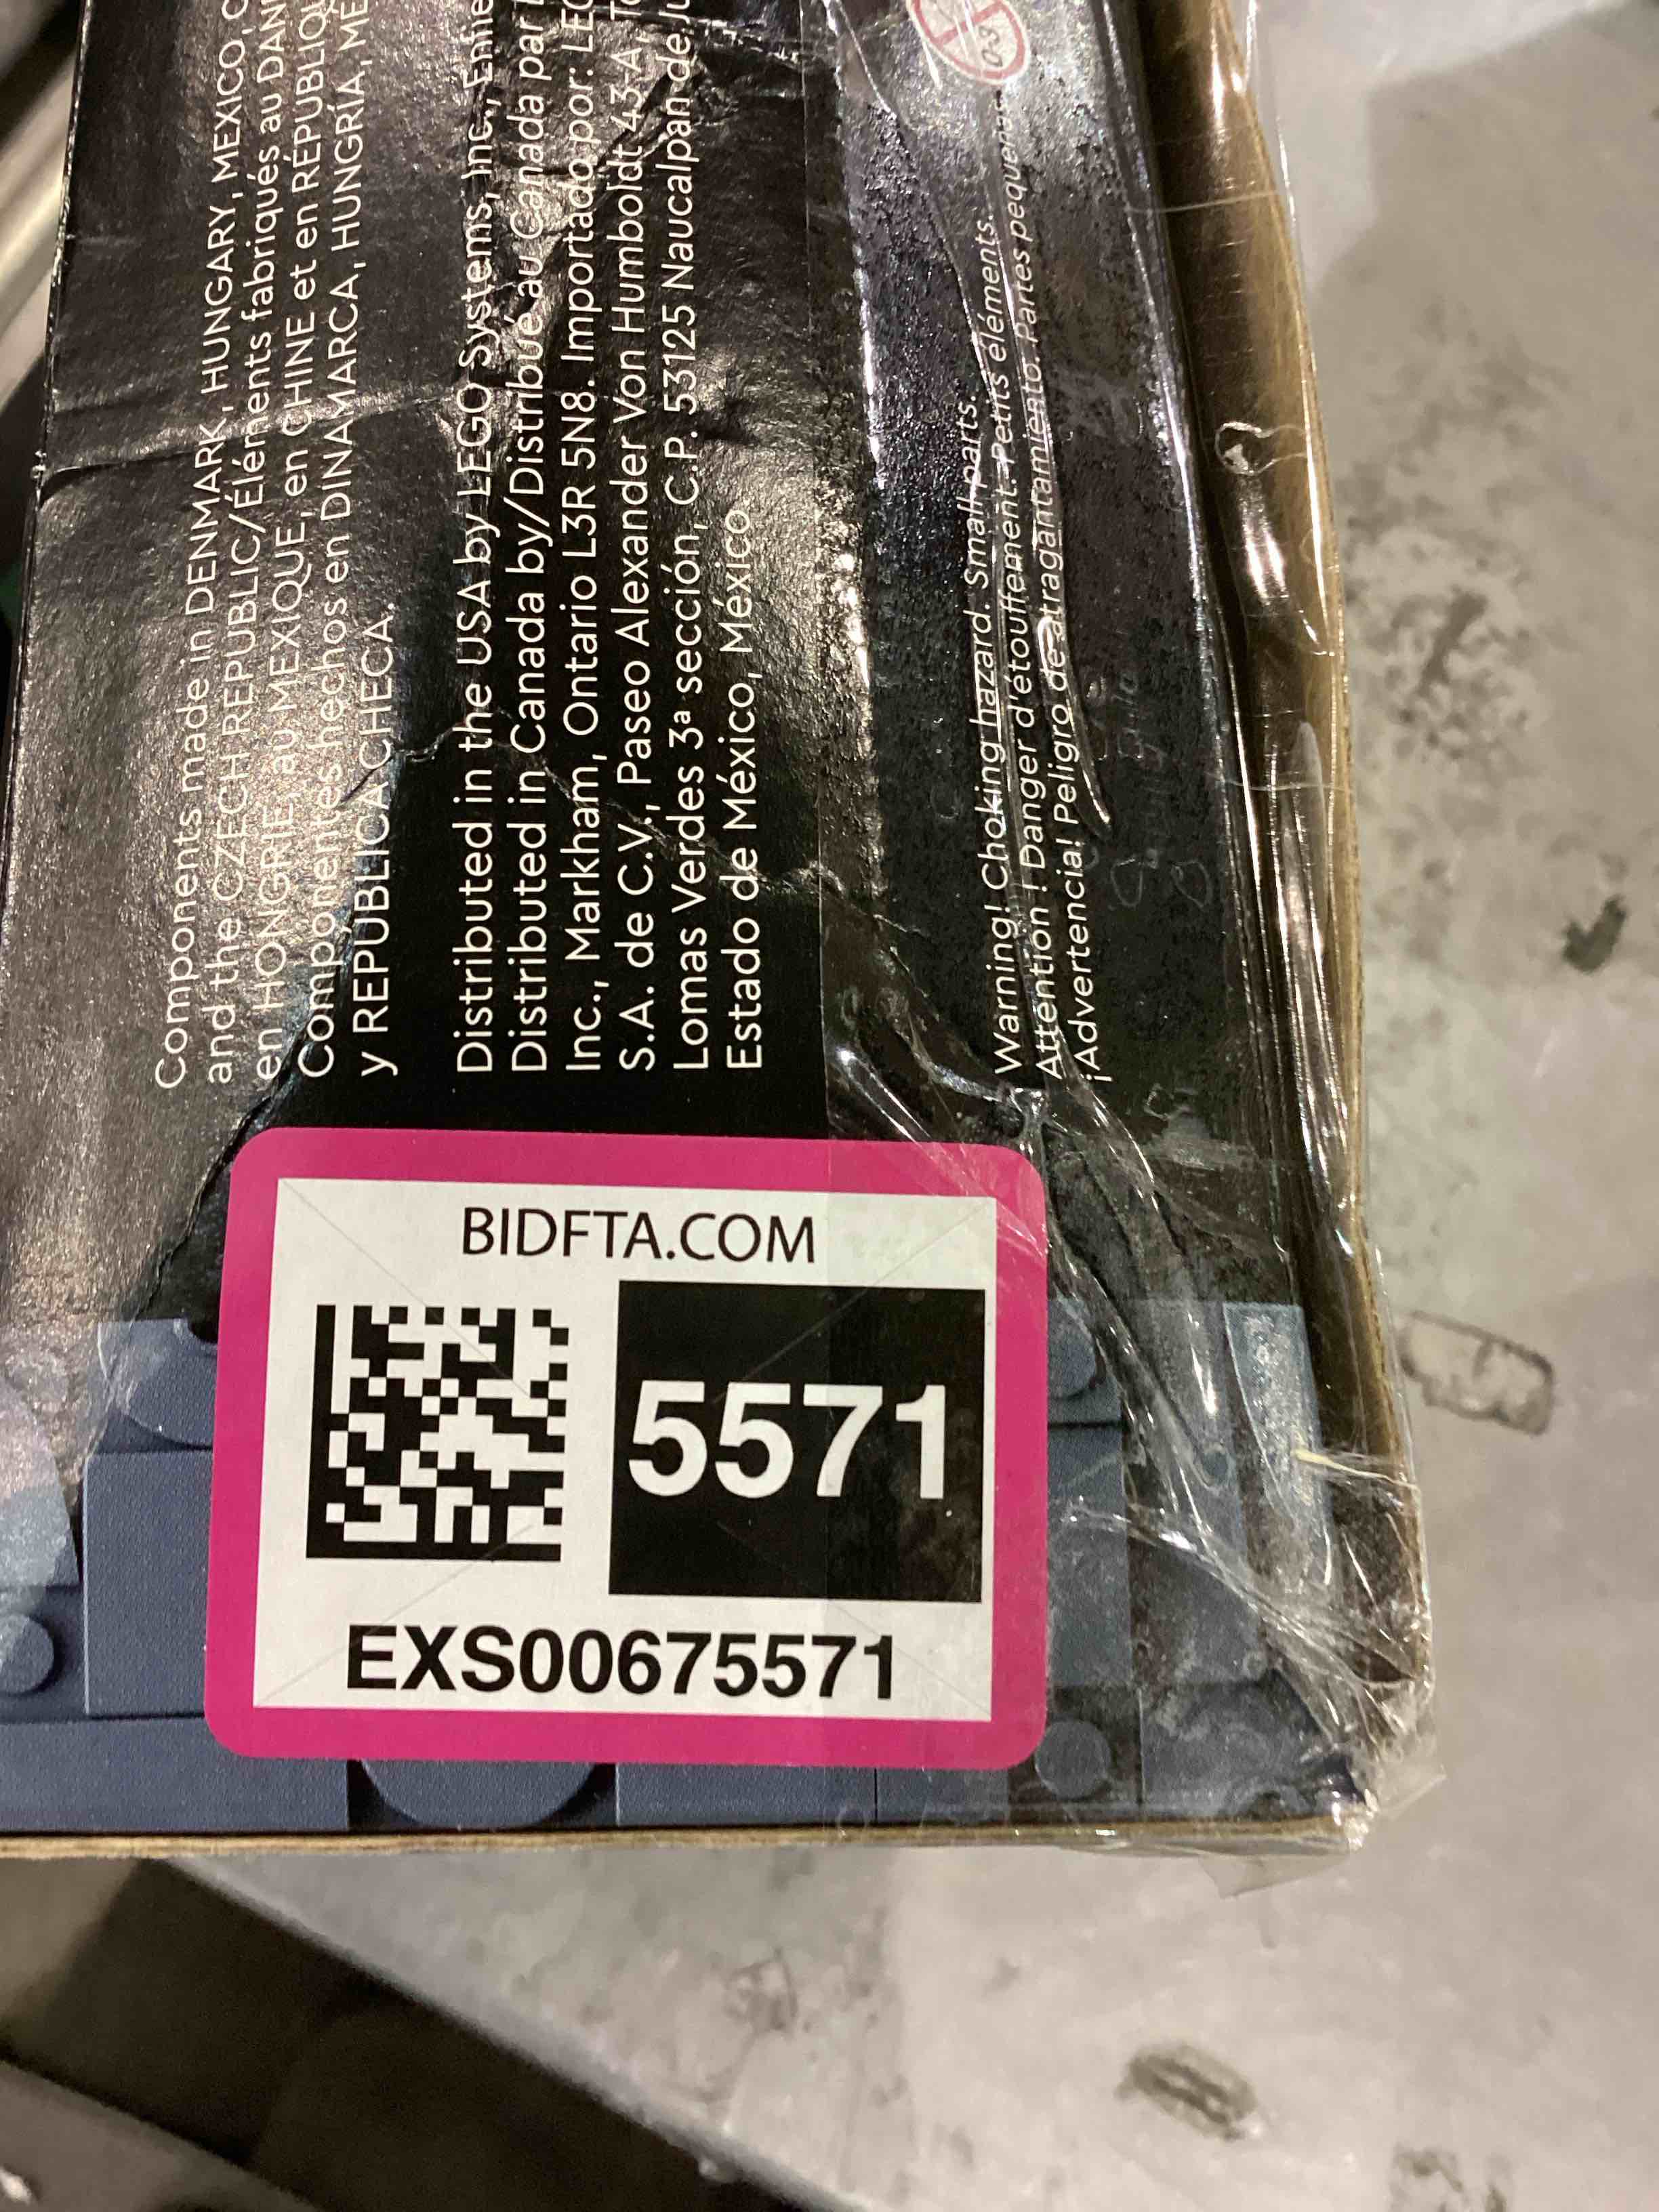 Components made in DENMARK, HUNGARY, MEXICO,
and the CZECH REPUBLIC/Éléments fabriqués au
en HONGRIE, au MEXIQUE, en CHINE et en
Componentes hechos en DINAMARCA, HUNGRÍA,
y REPUBLICA CHECA.
Distributed in the USA by LEGO Systems, Inc.,
Distributed in Canada by/Distribué au Canada par
Inc., Markham, Ontario L3R 5N8. Importado por:
S.A. de C.V., Paseo Alexander Von Humboldt 43-A,
Lomas Verdes 3ª sección, C.P. 53125 Naucalpan de
Estado de México, México
0-3
Warning! Choking hazard. Small parts.
Attention ! Danger d'étouffement. Petits éléments.
¡Advertencia! Peligro de atragantamiento. Partes pequeñas.
BIDFTA.COM
5571
EXS00675571